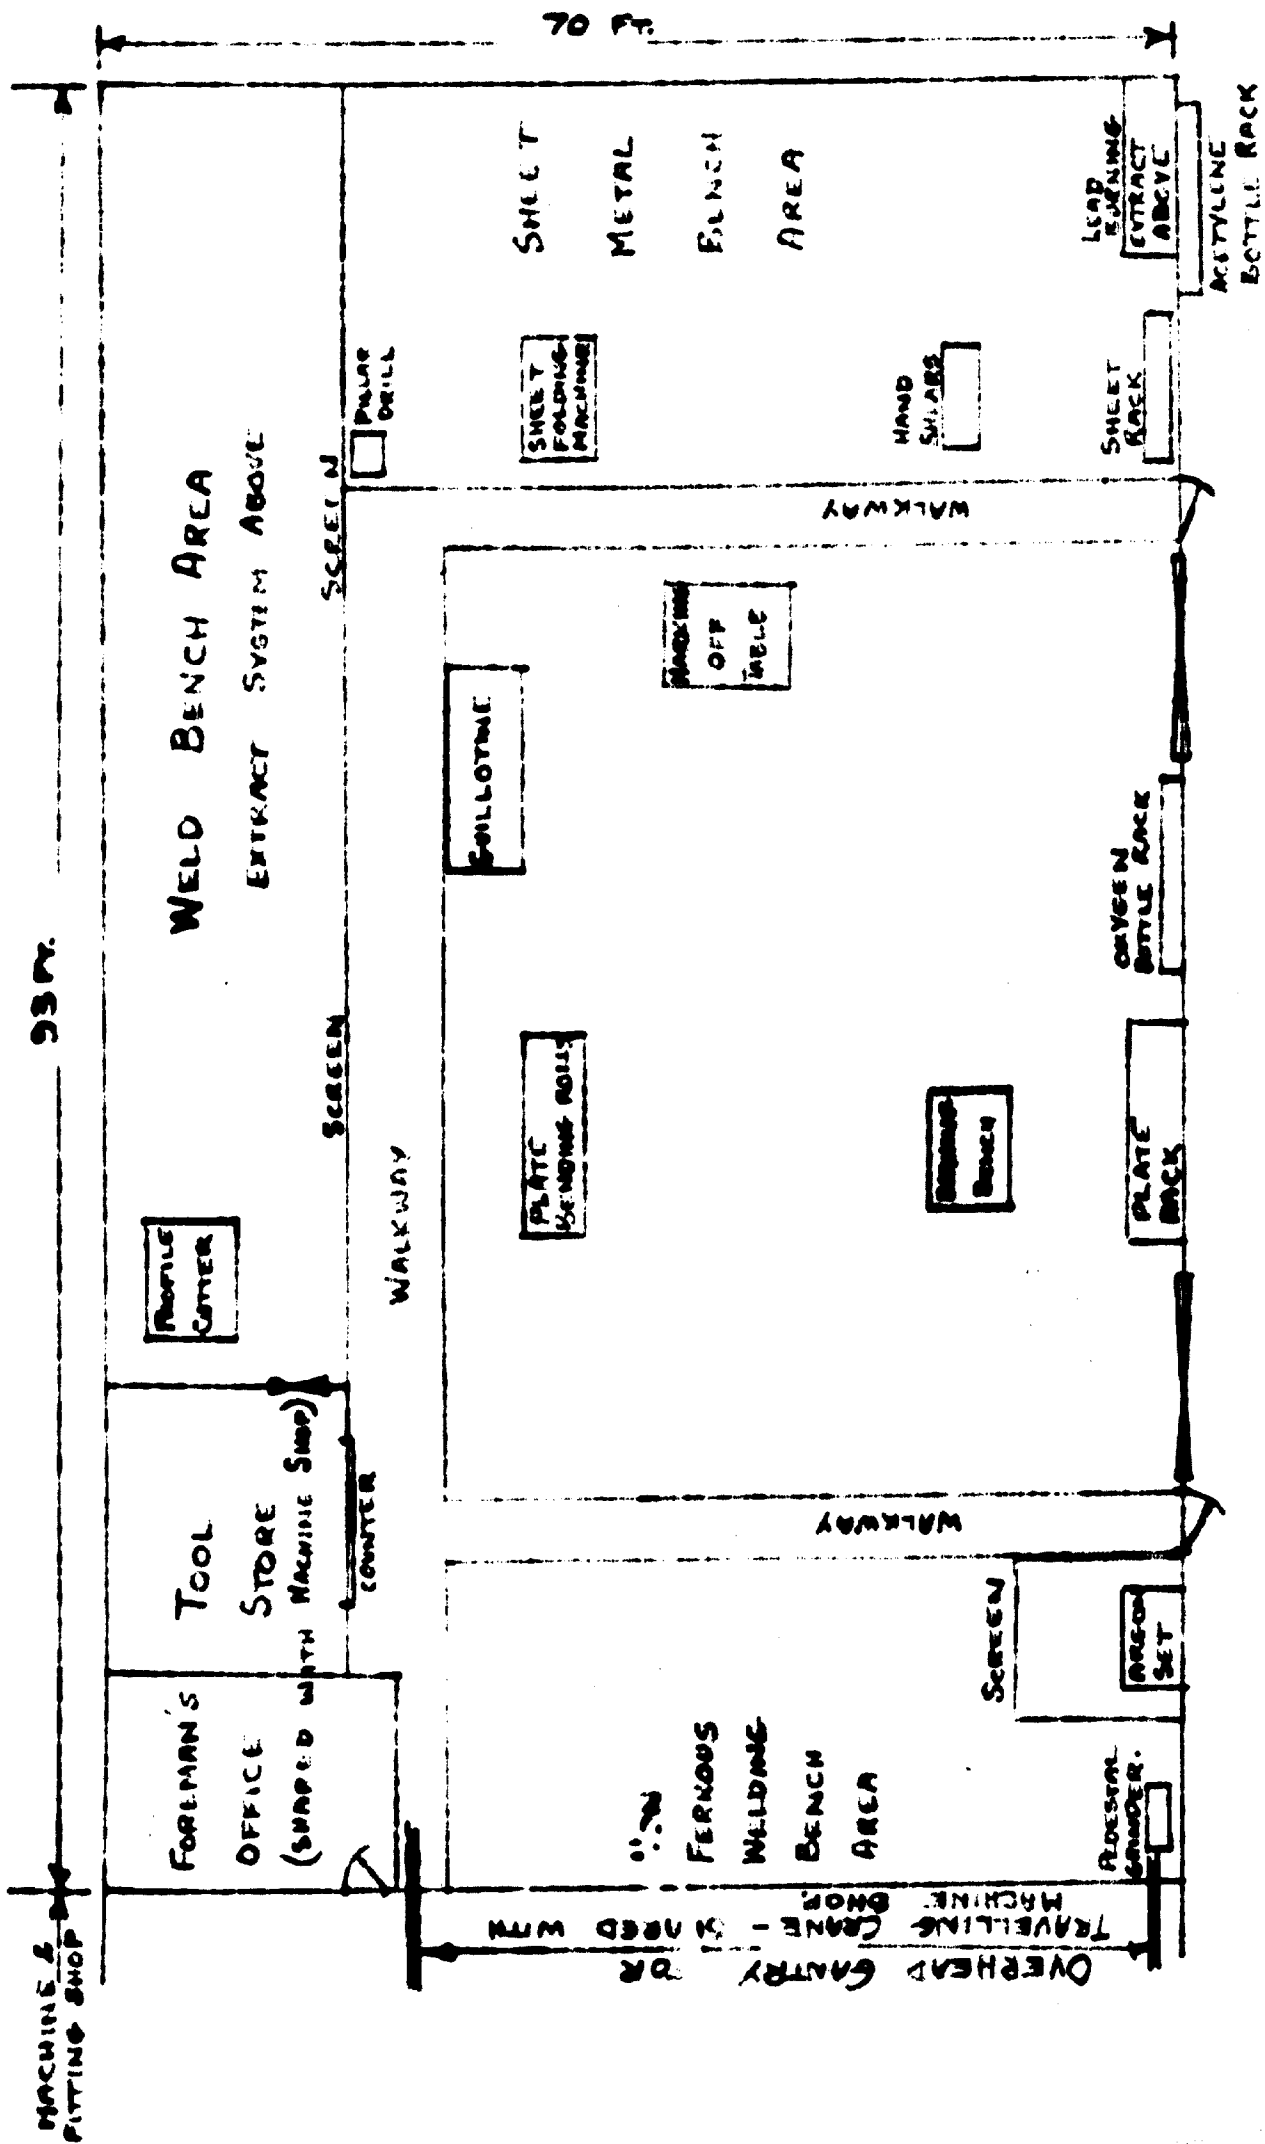 93 FT.
70 FT.
MACHINE &
FITTING SHOP
FOREMAN'S
OFFICE
(SHARED WITH MACHINE SHOP)
TOOL
STORE
COUNTER
PROFILE
CUTTER
WELD BENCH AREA
EXTRACT SYSTEM ABOVE
SCREEN
SCREEN
WALKWAY
PILLAR
DRILL
SHEET
METAL
BENCH
AREA
SHEET
FOLDING
MACHINE
HAND
SHEARS
SHEET
RACK
LEAD
BURNING
EXTRACT
ABOVE
ACETYLENE
BOTTLE RACK
WALKWAY
GUILLOTINE
MARKING
OFF
TABLE
PLATE
BENDING ROLLS
BENCH
PLATE
RACK
OXYGEN
BOTTLE RACK
WALKWAY
FERROUS
WELDING
BENCH
AREA
SCREEN
ARGON
SET
PEDESTAL
GRINDER.
OVERHEAD GANTRY FOR
TRAVELLING CRANE - SHARED WITH
MACHINE SHOP.